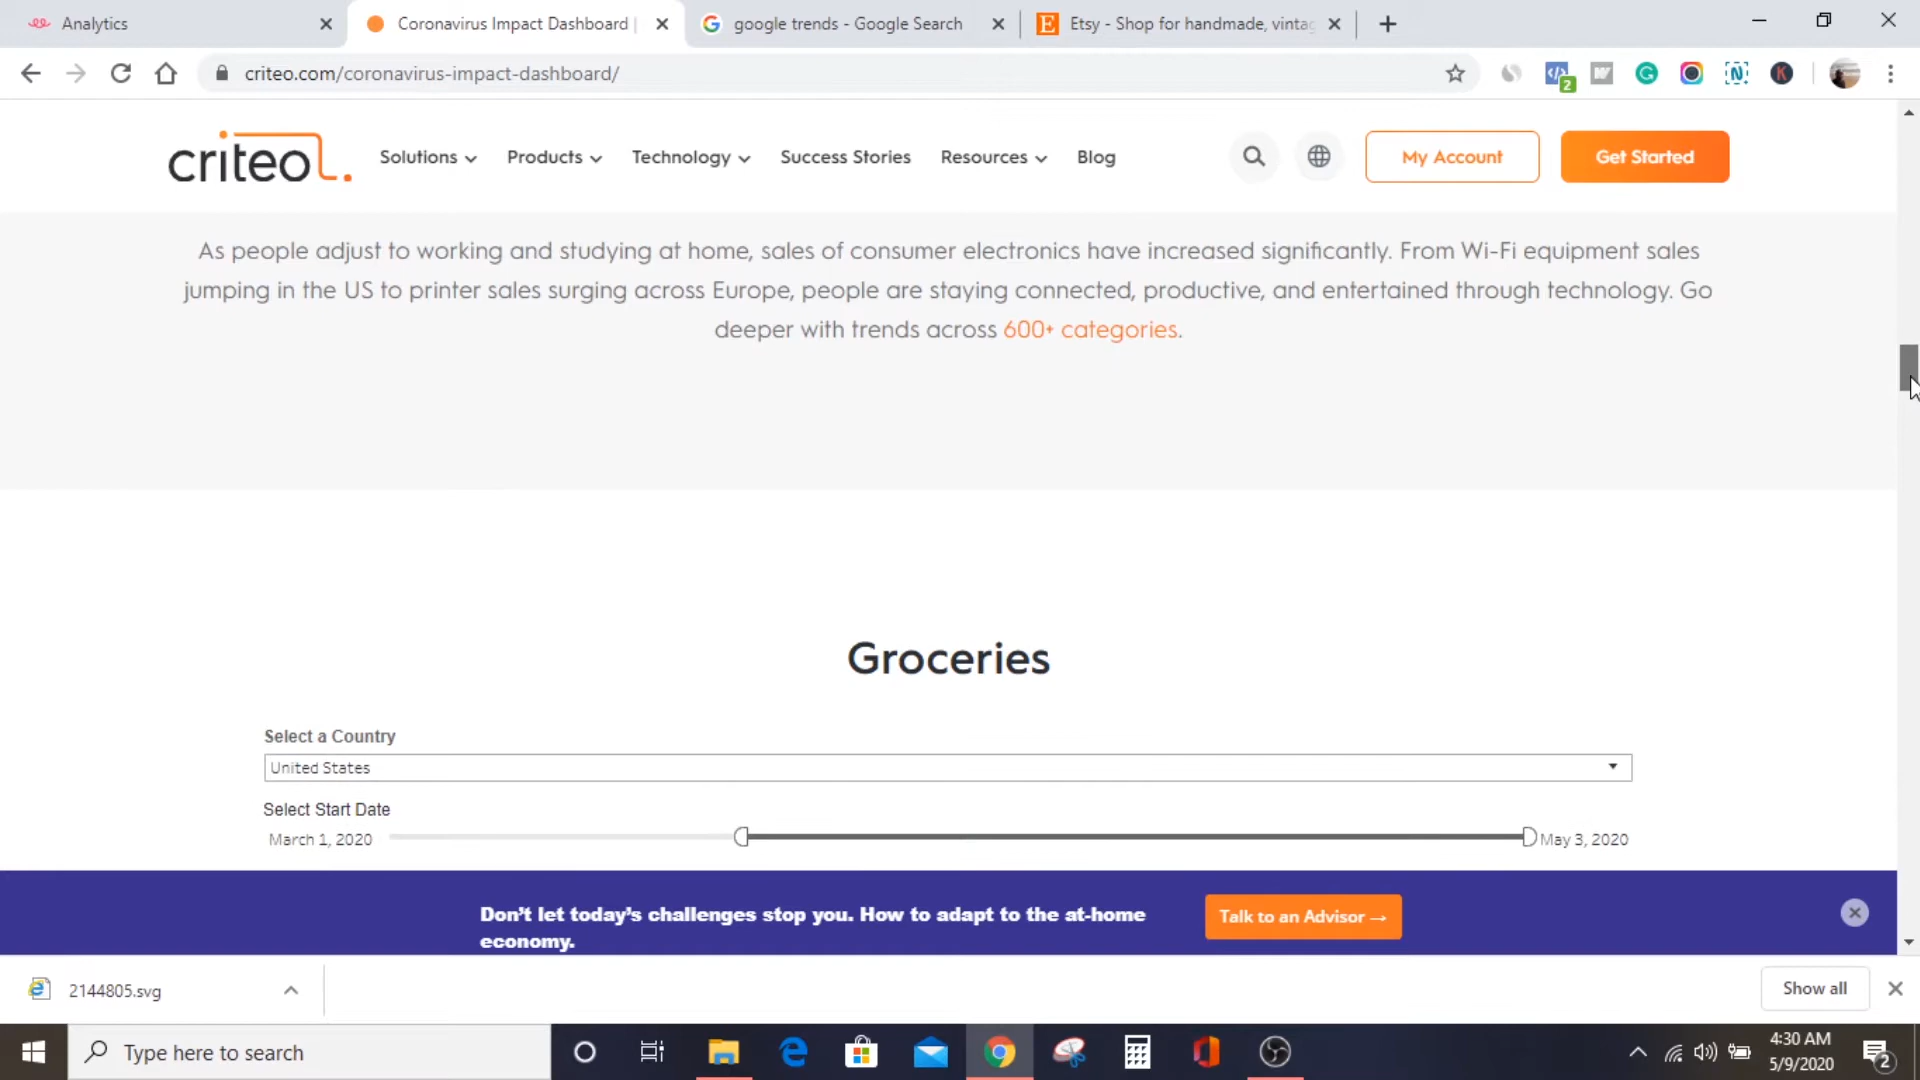 Analytics
Coronavirus Impact Dashboard |
google trends - Google Search
Etsy - Shop for handmade, vintag
criteo.com/coronavirus-impact-dashboard/
2
criteo.
Solutions
Products
Technology
Success Stories
Resources
Blog
My Account
Get Started
As people adjust to working and studying at home, sales of consumer electronics have increased significantly. From Wi-Fi equipment sales
jumping in the US to printer sales surging across Europe, people are staying connected, productive, and entertained through technology. Go
deeper with trends across 600+ categories.
Groceries
Select a Country
United States
Select Start Date
March 1, 2020
May 3, 2020
Don't let today's challenges stop you. How to adapt to the at-home
economy.
Talk to an Advisor →
2144805.svg
Show all
Type here to search
4:30 AM
5/9/2020
2